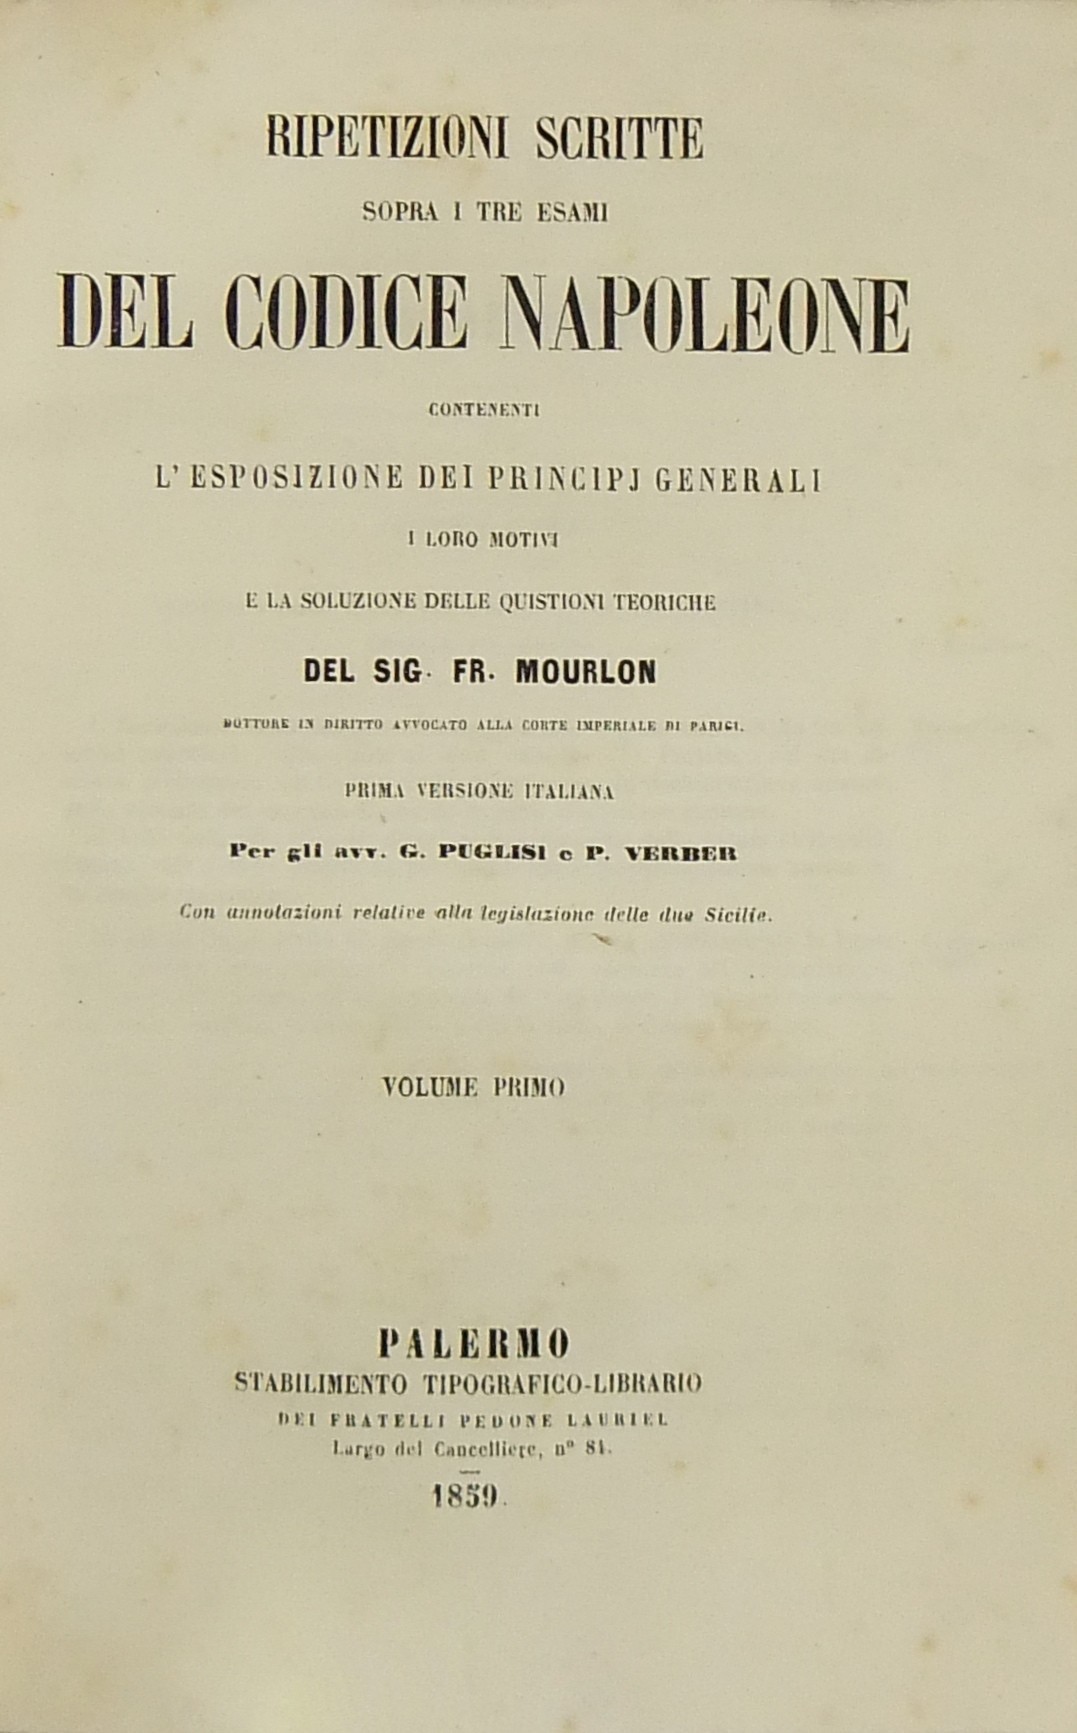 RIPETIZIONI SCRITTE
SOPRA I TRE ESAMI
DEL CODICE NAPOLEONE
CONTENENTI
L' ESPOSIZIONE DEI PRINCIPJ GENERALI
I LORO MOTIVI
E LA SOLUZIONE DELLE QUISTIONI TEORICHE
DEL SIG. FR. MOURLON
DOTTORE IN DIRITTO AVVOCATO ALLA CORTE IMPERIALE DI PARIGI.
PRIMA VERSIONE ITALIANA
Per gli avv. G. PUGLISI e P. VERBER
Con annotazioni relative alla legislazione delle due Sicilie.
VOLUME PRIMO
PALERMO
STABILIMENTO TIPOGRAFICO-LIBRARIO
DEI FRATELLI PEDONE LAURIEL
Largo del Cancelliere, nº 84.
1859.